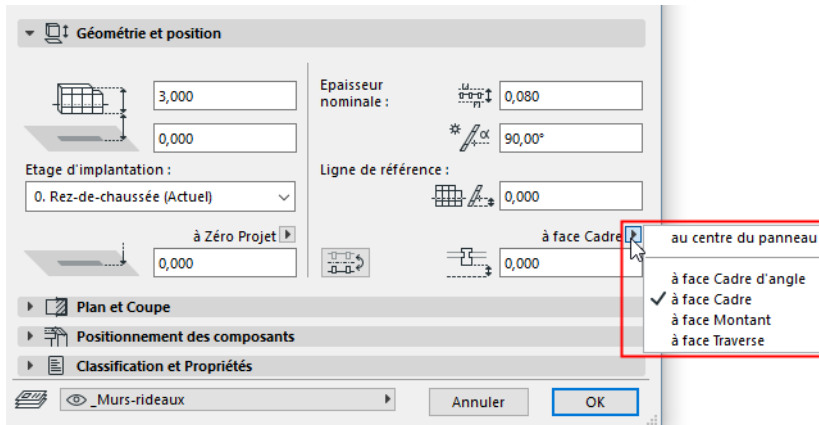 Géométrie et position
3,000
Epaisseur
nominale :
0,080
0,000
α
90,00°
Etage d'implantation :
Ligne de référence :
0. Rez-de-chaussée (Actuel)
0,000
à Zéro Projet
à face Cadre
0,000
0,000
au centre du panneau
à face Cadre d'angle
à face Cadre
à face Montant
à face Traverse
Plan et Coupe
Positionnement des composants
Classification et Propriétés
_Murs-rideaux
Annuler
OK